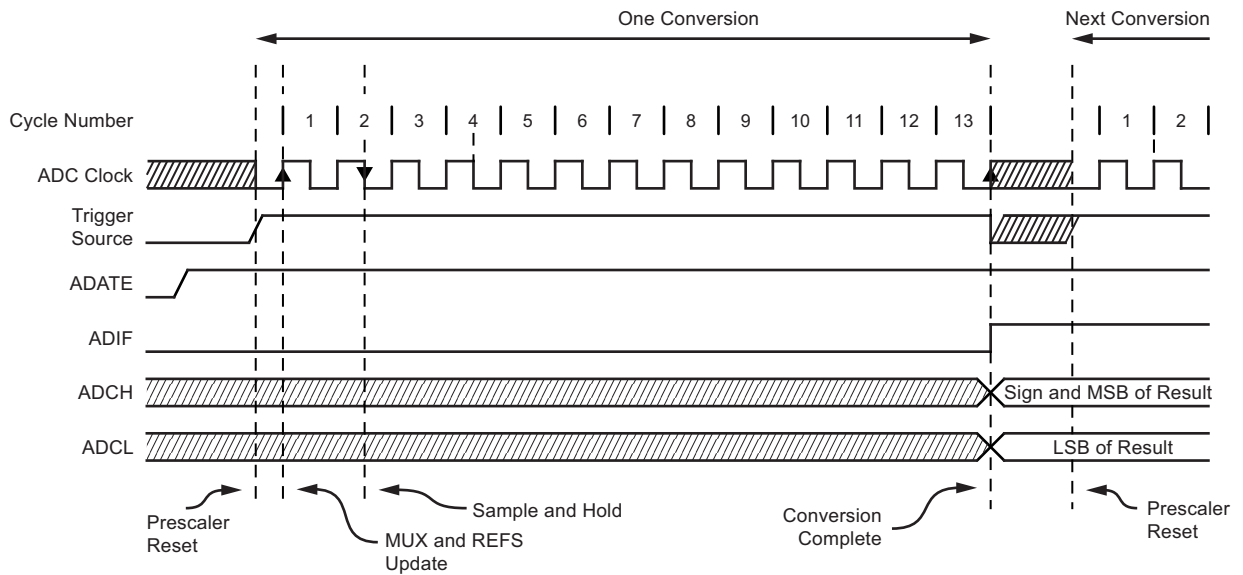 One Conversion
Next Conversion
Cycle Number
1 2 3 4 5 6 7 8 9 10 11 12 13 1 2
ADC Clock
Trigger
Source
ADATE
ADIF
ADCH
Sign and MSB of Result
ADCL
LSB of Result
Prescaler
Reset
MUX and REFS
Update
Sample and Hold
Conversion
Complete
Prescaler
Reset